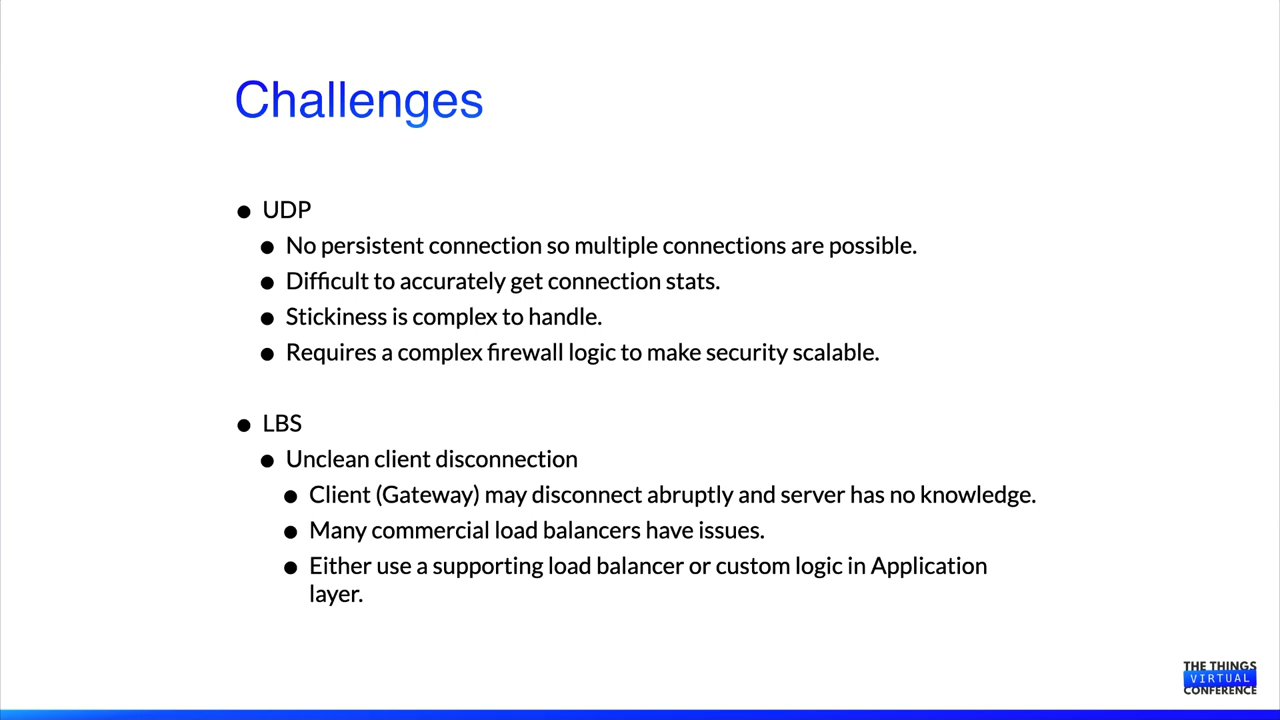 Challenges
● UDP
● No persistent connection so multiple connections are possible.
● Difficult to accurately get connection stats.
● Stickiness is complex to handle.
● Requires a complex firewall logic to make security scalable.
● LBS
● Unclean client disconnection
● Client (Gateway) may disconnect abruptly and server has no knowledge.
● Many commercial load balancers have issues.
● Either use a supporting load balancer or custom logic in Application
layer.
THE THINGS
VIRTUAL
CONFERENCE